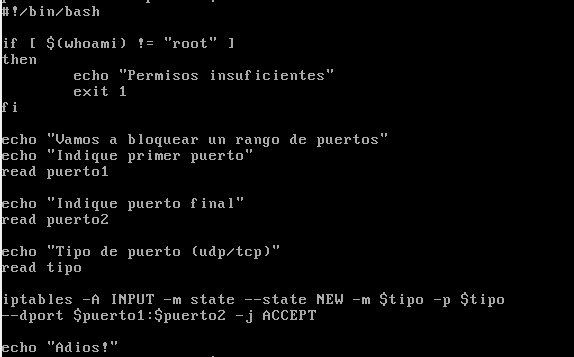 #!/bin/bash
if [ $(whoami) != "root" ]
then
echo "Permisos insuficientes"
exit 1
fi
echo "Vamos a bloquear un rango de puertos"
echo "Indique primer puerto"
read puerto1
echo "Indique puerto final"
read puerto2
echo "Tipo de puerto (udp/tcp)"
read tipo
iptables -A INPUT -m state --state NEW -m $tipo -p $tipo
--dport $puerto1:$puerto2 -j ACCEPT
echo "Adios!"